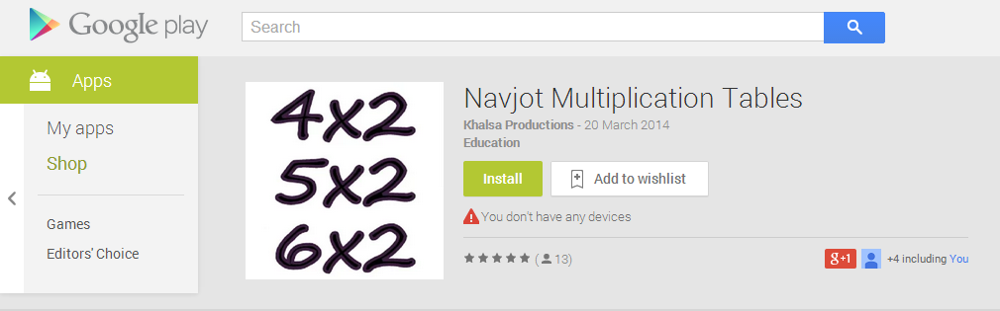 Google play
Search
Apps
My apps
Shop
Games
Editors' Choice
4x2
5x2
6x2
Navjot Multiplication Tables
Khalsa Productions - 20 March 2014
Education
Install
Add to wishlist
You don't have any devices
(13)
g+1
+4 including You